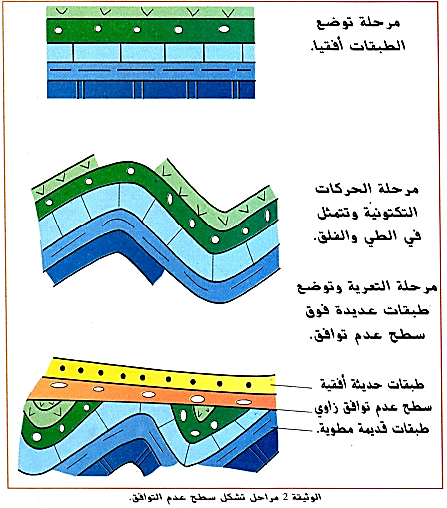 مرحلة توضع
الطبقات أفقيا.
مرحلة الحركات
التكتونية وتتمثل
في الطي والفلق.
مرحلة التعرية وتوضع
طبقات عديدة فوق
سطح عدم توافق.
طبقات حديثة أفقية
سطح عدم توافق زاوي
طبقات قديمة مطوية.
الوثيقة 2 مراحل تشكل سطح عدم التوافق.